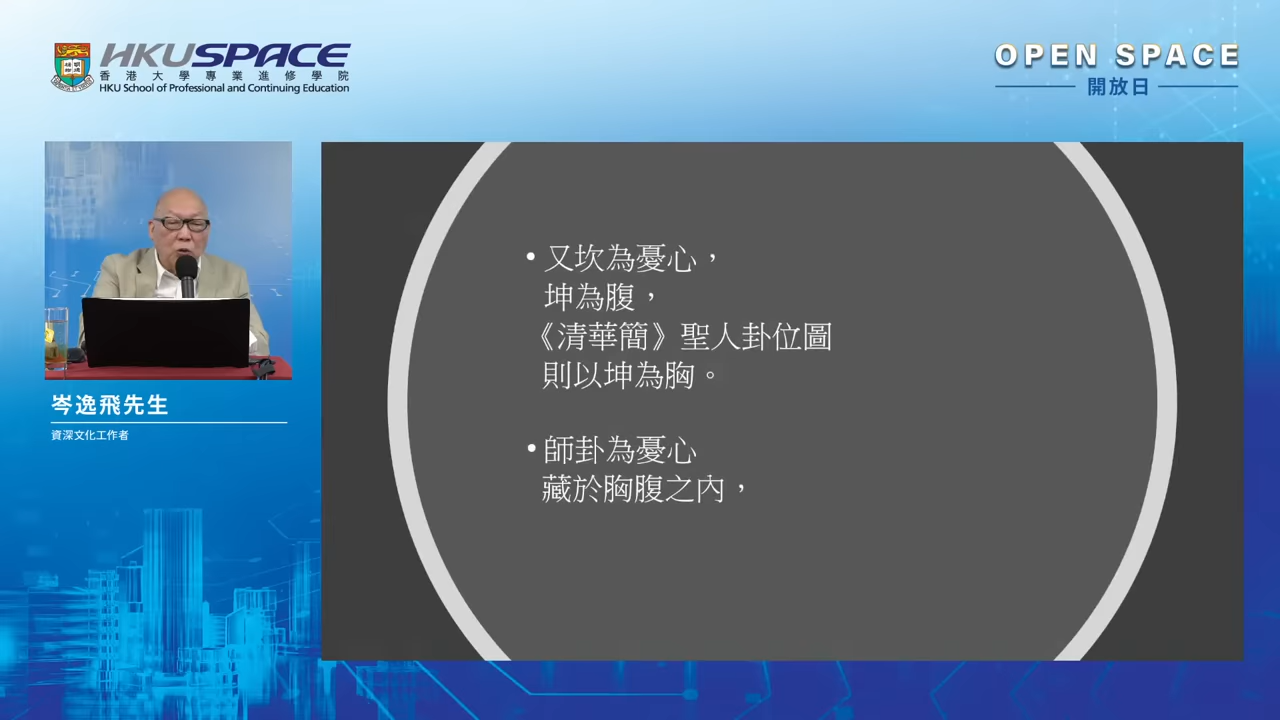 HKUSPACE
香港大學專業進修學院
HKU School of Professional and Continuing Education
OPEN SPACE
開放日
岑逸飛先生
資深文化工作者
• 又坎為憂心，
坤為腹，
《清華簡》聖人卦位圖
則以坤為胸。
• 師卦為憂心
藏於胸腹之內，